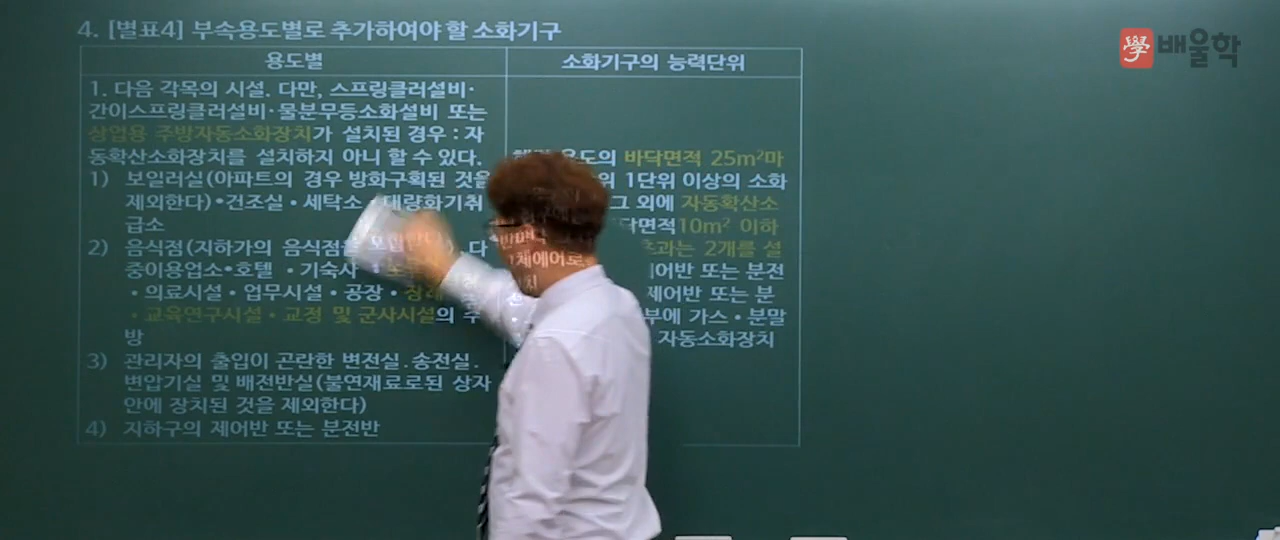 4. [별표4] 부속용도별로 추가하여야 할 소화기구
學 배울학
용도별
소화기구의 능력단위
1. 다음 각목의 시설. 다만, 스프링클러설비·
간이스프링클러설비·물분무등소화설비 또는
상업용 주방자동소화장치가 설치된 경우 : 자
동확산소화장치를 설치하지 아니 할 수 있다.
1) 보일러실(아파트의 경우 방화구획된 것을
제외한다)•건조실•세탁소•대량화기취
급소
2) 음식점(지하가의 음식점을 다
중이용업소•호텔 •기숙사
•의료시설•업무시설•공장•
•교육연구시설•교정 및 군사시설의 주
방
3) 관리자의 출입이 곤란한 변전실.송전실.
변압기실 및 배전반실(불연재료로된 상자
안에 장치된 것을 제외한다)
4) 지하구의 제어반 또는 분전반
용도의 바닥면적 25m²마
1단위 이상의 소화
그 외에 자동확산소
10m² 이하
2개를 설
또는 분전
제어반 또는 분
가스•분말
자동소화장치